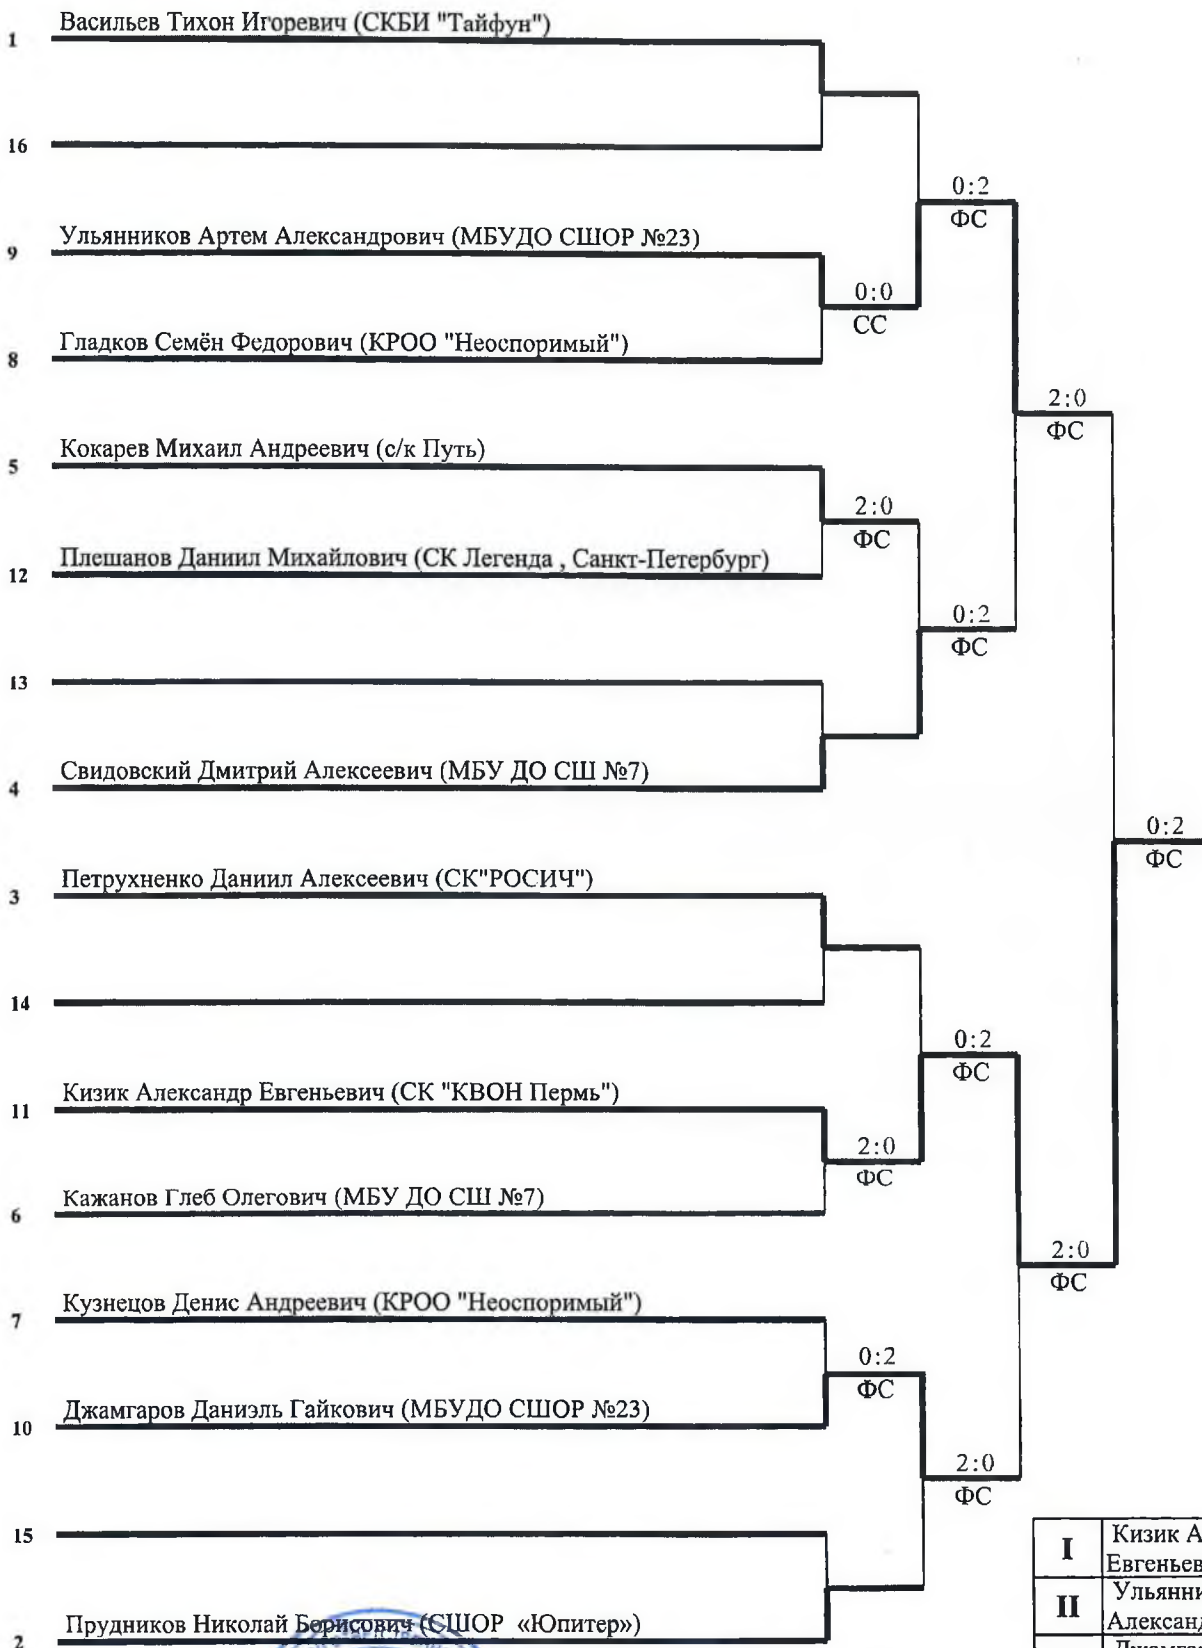 1 Васильев Тихон Игоревич (СКБИ "Тайфун")
16
0:2
ФС
9 Ульянников Артем Александрович (МБУДО СШОР №23)
0:0
СС
8 Гладков Семён Федорович (КРОО "Неоспоримый")
2:0
ФС
5 Кокарев Михаил Андреевич (с/к Путь)
2:0
ФС
12 Плешанов Даниил Михайлович (СК Легенда , Санкт-Петербург)
0:2
ФС
13
4 Свидовский Дмитрий Алексеевич (МБУ ДО СШ №7)
0:2
ФС
3 Петрухненко Даниил Алексеевич (СК"РОСИЧ")
14
0:2
ФС
11 Кизик Александр Евгеньевич (СК "КВОН Пермь")
2:0
ФС
6 Кажанов Глеб Олегович (МБУ ДО СШ №7)
2:0
ФС
7 Кузнецов Денис Андреевич (КРОО "Неоспоримый")
0:2
ФС
10 Джамгаров Даниэль Гайкович (МБУДО СШОР №23)
2:0
ФС
15
2 Прудников Николай Борисович (СШОР «Юпитер»)
I Кизик А
Евгеньев
II Ульянни
Александ